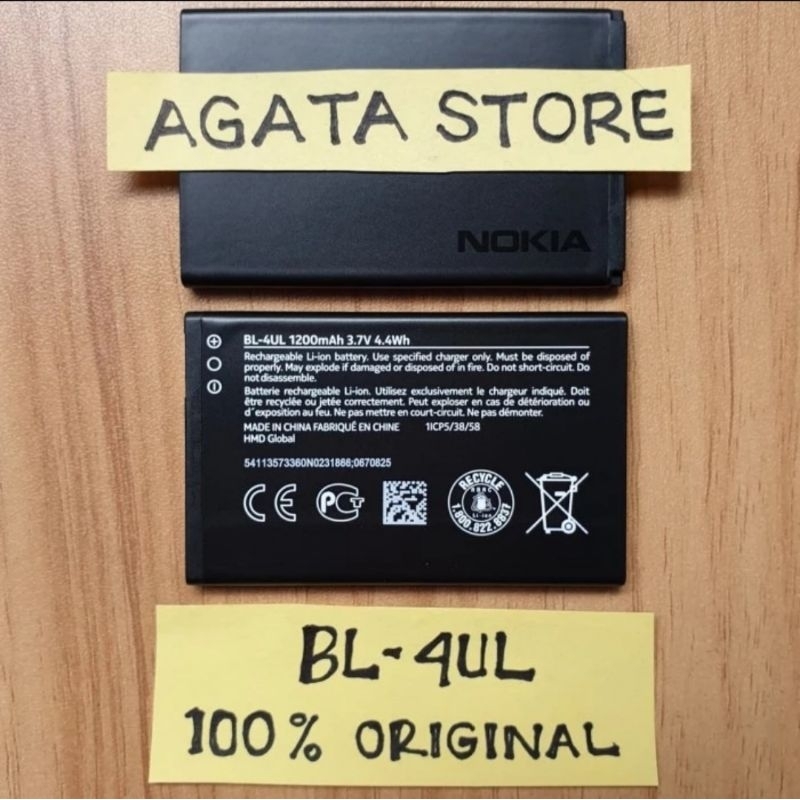 AGATA STORE
NOKIA
BL-4UL 1200mAh 3.7V 4.4Wh
Rechargeable Li-ion battery. Use specified charger only. Must be disposed of
properly. May explode if damaged or disposed of in fire. Do not short-circuit. Do
not disassemble.
Batterie rechargeable Li-ion. Utilisez exclusivement le chargeur indiqué. Doit
être recyclée ou jetée correctement. Peut exploser en cas de détérioration ou
d´exposition au feu. Ne pas mettre en court-circuit. Ne pas démonter.
MADE IN CHINA FABRIQUÉ EN CHINE 1ICP5/38/58
HMD Global
54113573360N0231866;0670825
CE PCT
RECYCLE
RBRC
Li-ion
1.800.822.8837
BL-4UL
100% ORIGINAL